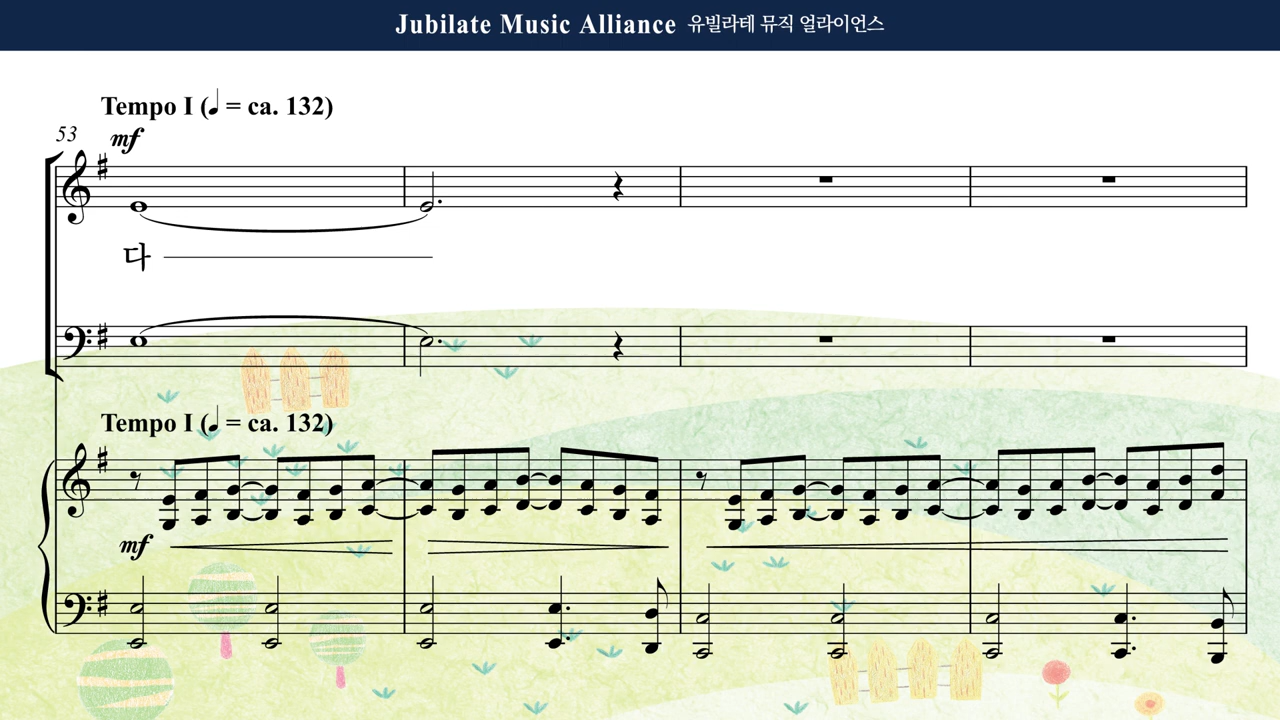 Jubilate Music Alliance 유빌라테 뮤직 얼라이언스
Tempo I (♩ = ca. 132)
53
mf
다
Tempo I (♩ = ca. 132)
mf